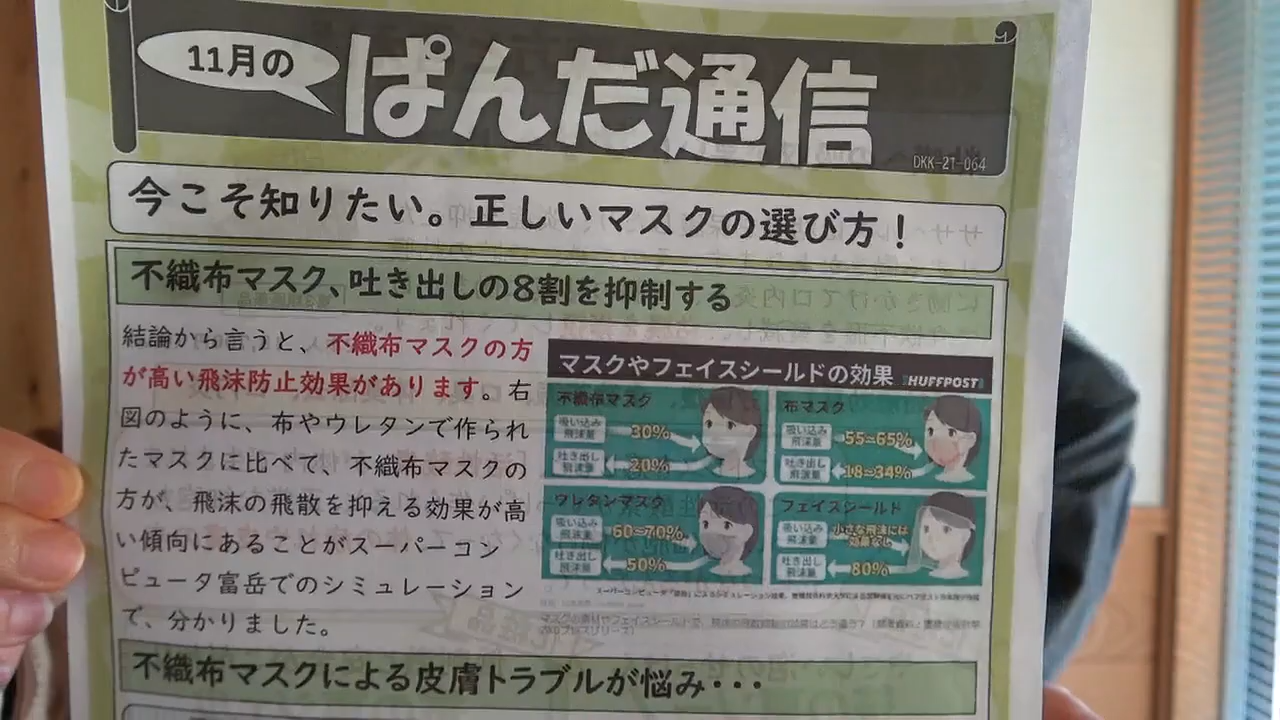 11月の
ぱんだ通信
DKK-21-064
今こそ知りたい。正しいマスクの選び方!
不織布マスク、吐き出しの8割を抑制する
結論から言うと、不織布マスクの方
が高い飛沫防止効果があります。右
図のように、布やウレタンで作られ
たマスクに比べて、不織布マスクの
方が、飛沫の飛散を抑える効果が高
い傾向にあることがスーパーコン
ピュータ富岳でのシミュレーション
で、分かりました。
マスクやフェイスシールドの効果
HUFFPOST
不織布マスク
吸い込み
飛沫量
30%
吐き出し
飛沫量
20%
布マスク
吸い込み
飛沫量
55~65%
吐き出し
飛沫量
18~34%
ウレタンマスク
吸い込み
飛沫量
60~70%
吐き出し
飛沫量
50%
フェイスシールド
吸い込み
飛沫量
小さな飛沫には
効果なし
吐き出し
飛沫量
80%
不織布マスクによる皮膚トラブルが悩み・・・